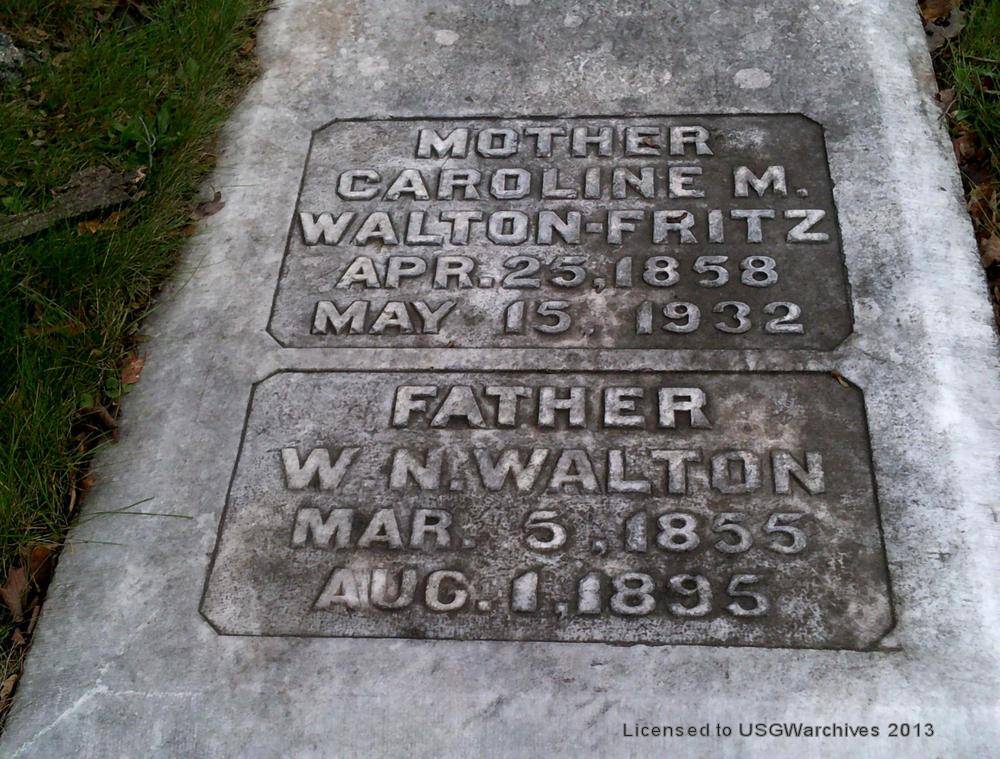 MOTHER
CAROLINE M.
WALTON-FRITZ
APR. 25, 1858
MAY 15, 1932
FATHER
W. N. WALTON
MAR. 5, 1855
AUG. 1, 1895
Licensed to USGWarchives 2013